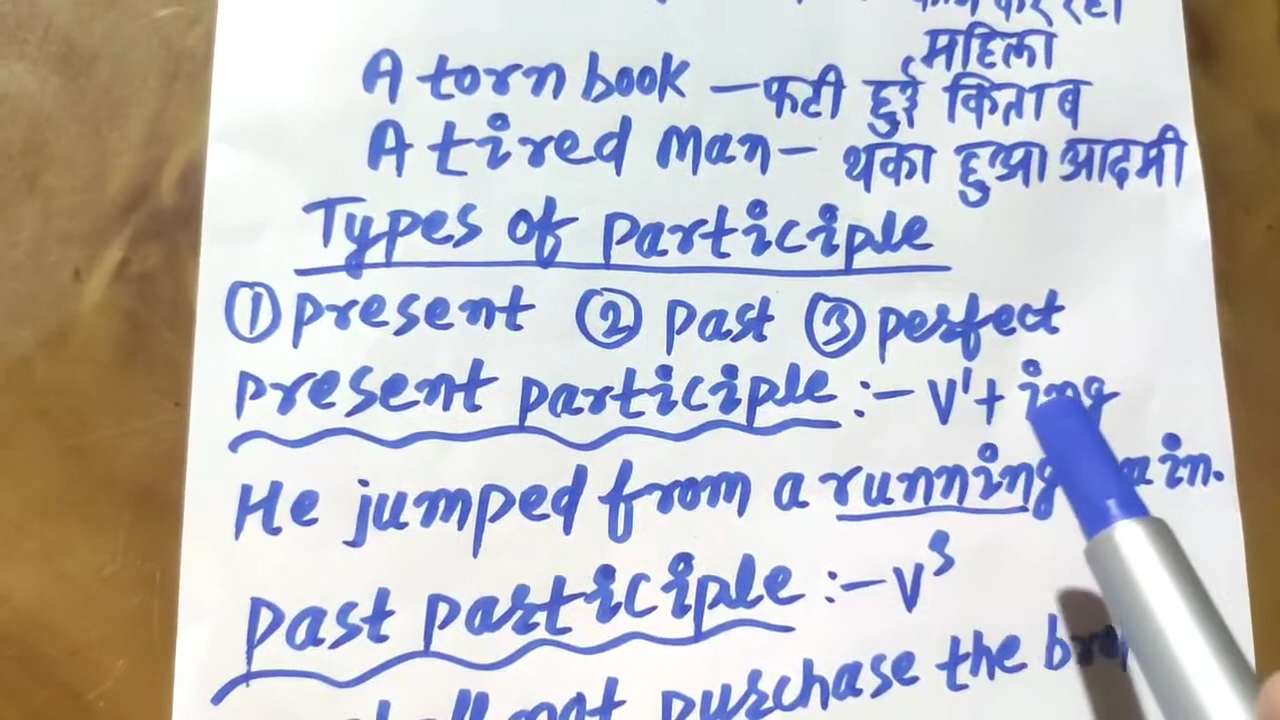 महिला
A torn book – फटी हुई किताब
A tired man – थका हुआ आदमी
Types of participle
① present ② past ③ perfect
present participle :- V¹ + ing
He jumped from a running
past participle :- V³
not purchase the